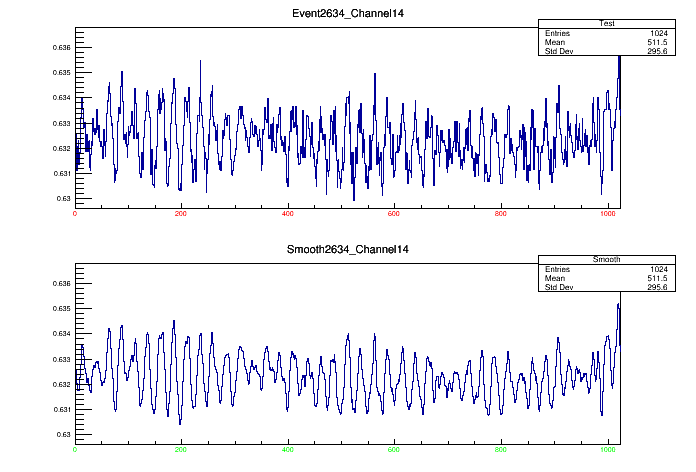 Event2634_Channel14
Test
Entries 1024
Mean 511.5
Std Dev 295.6
0.636
0.635
0.634
0.633
0.632
0.631
0.63
0 200 400 600 800 1000
Smooth2634_Channel14
Smooth
Entries 1024
Mean 511.5
Std Dev 295.6
0.636
0.635
0.634
0.633
0.632
0.631
0.63
0 200 400 600 800 1000